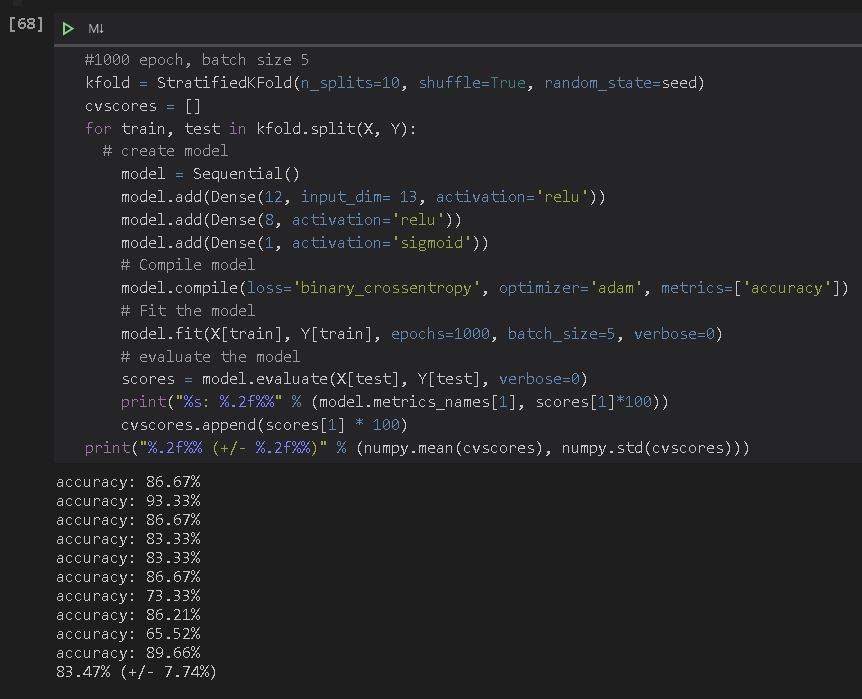 [68]
M↓
#1000 epoch, batch size 5
kfold = StratifiedKFold(n_splits=10, shuffle=True, random_state=seed)
cvscores = []
for train, test in kfold.split(X, Y):
  # create model
    model = Sequential()
    model.add(Dense(12, input_dim= 13, activation='relu'))
    model.add(Dense(8, activation='relu'))
    model.add(Dense(1, activation='sigmoid'))
    # Compile model
    model.compile(loss='binary_crossentropy', optimizer='adam', metrics=['accuracy'])
    # Fit the model
    model.fit(X[train], Y[train], epochs=1000, batch_size=5, verbose=0)
    # evaluate the model
    scores = model.evaluate(X[test], Y[test], verbose=0)
    print("%s: %.2f%%" % (model.metrics_names[1], scores[1]*100))
    cvscores.append(scores[1] * 100)
print("%.2f%% (+/- %.2f%%)" % (numpy.mean(cvscores), numpy.std(cvscores)))
accuracy: 86.67%
accuracy: 93.33%
accuracy: 86.67%
accuracy: 83.33%
accuracy: 83.33%
accuracy: 86.67%
accuracy: 73.33%
accuracy: 86.21%
accuracy: 65.52%
accuracy: 89.66%
83.47% (+/- 7.74%)